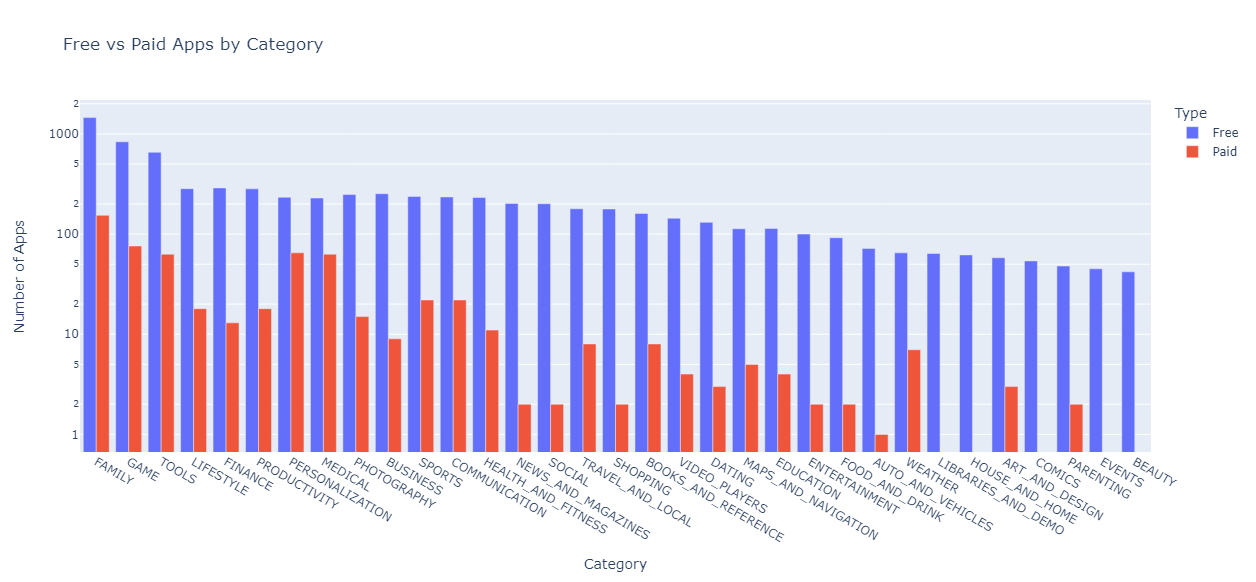 Free vs Paid Apps by Category
Type
Free
Paid
2
1000
5
2
100
5
2
10
5
2
1
Number of Apps
FAMILY
GAME
TOOLS
LIFESTYLE
FINANCE
PRODUCTIVITY
PERSONALIZATION
MEDICAL
PHOTOGRAPHY
BUSINESS
SPORTS
COMMUNICATION
HEALTH_AND_FITNESS
NEWS_AND_MAGAZINES
SOCIAL
TRAVEL_AND_LOCAL
SHOPPING
BOOKS_AND_REFERENCE
VIDEO_PLAYERS
DATING
MAPS_AND_NAVIGATION
EDUCATION
ENTERTAINMENT
FOOD_AND_DRINK
AUTO_AND_VEHICLES
WEATHER
LIBRARIES_AND_DEMO
HOUSE_AND_HOME
ART_AND_DESIGN
COMICS
PARENTING
EVENTS
BEAUTY
Category